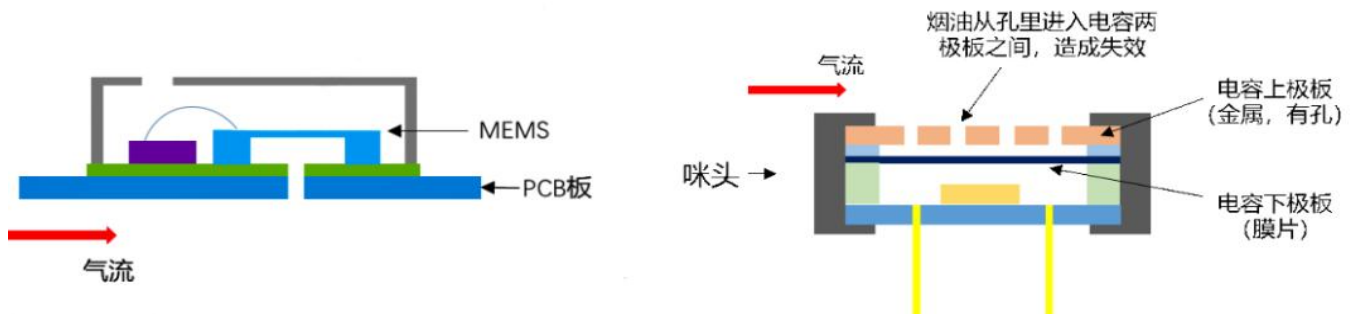 MEMS
PCB板
气流
烟油从孔里进入电容两
极板之间，造成失效
气流
电容上极板
(金属，有孔)
咪头
电容下极板
(膜片)